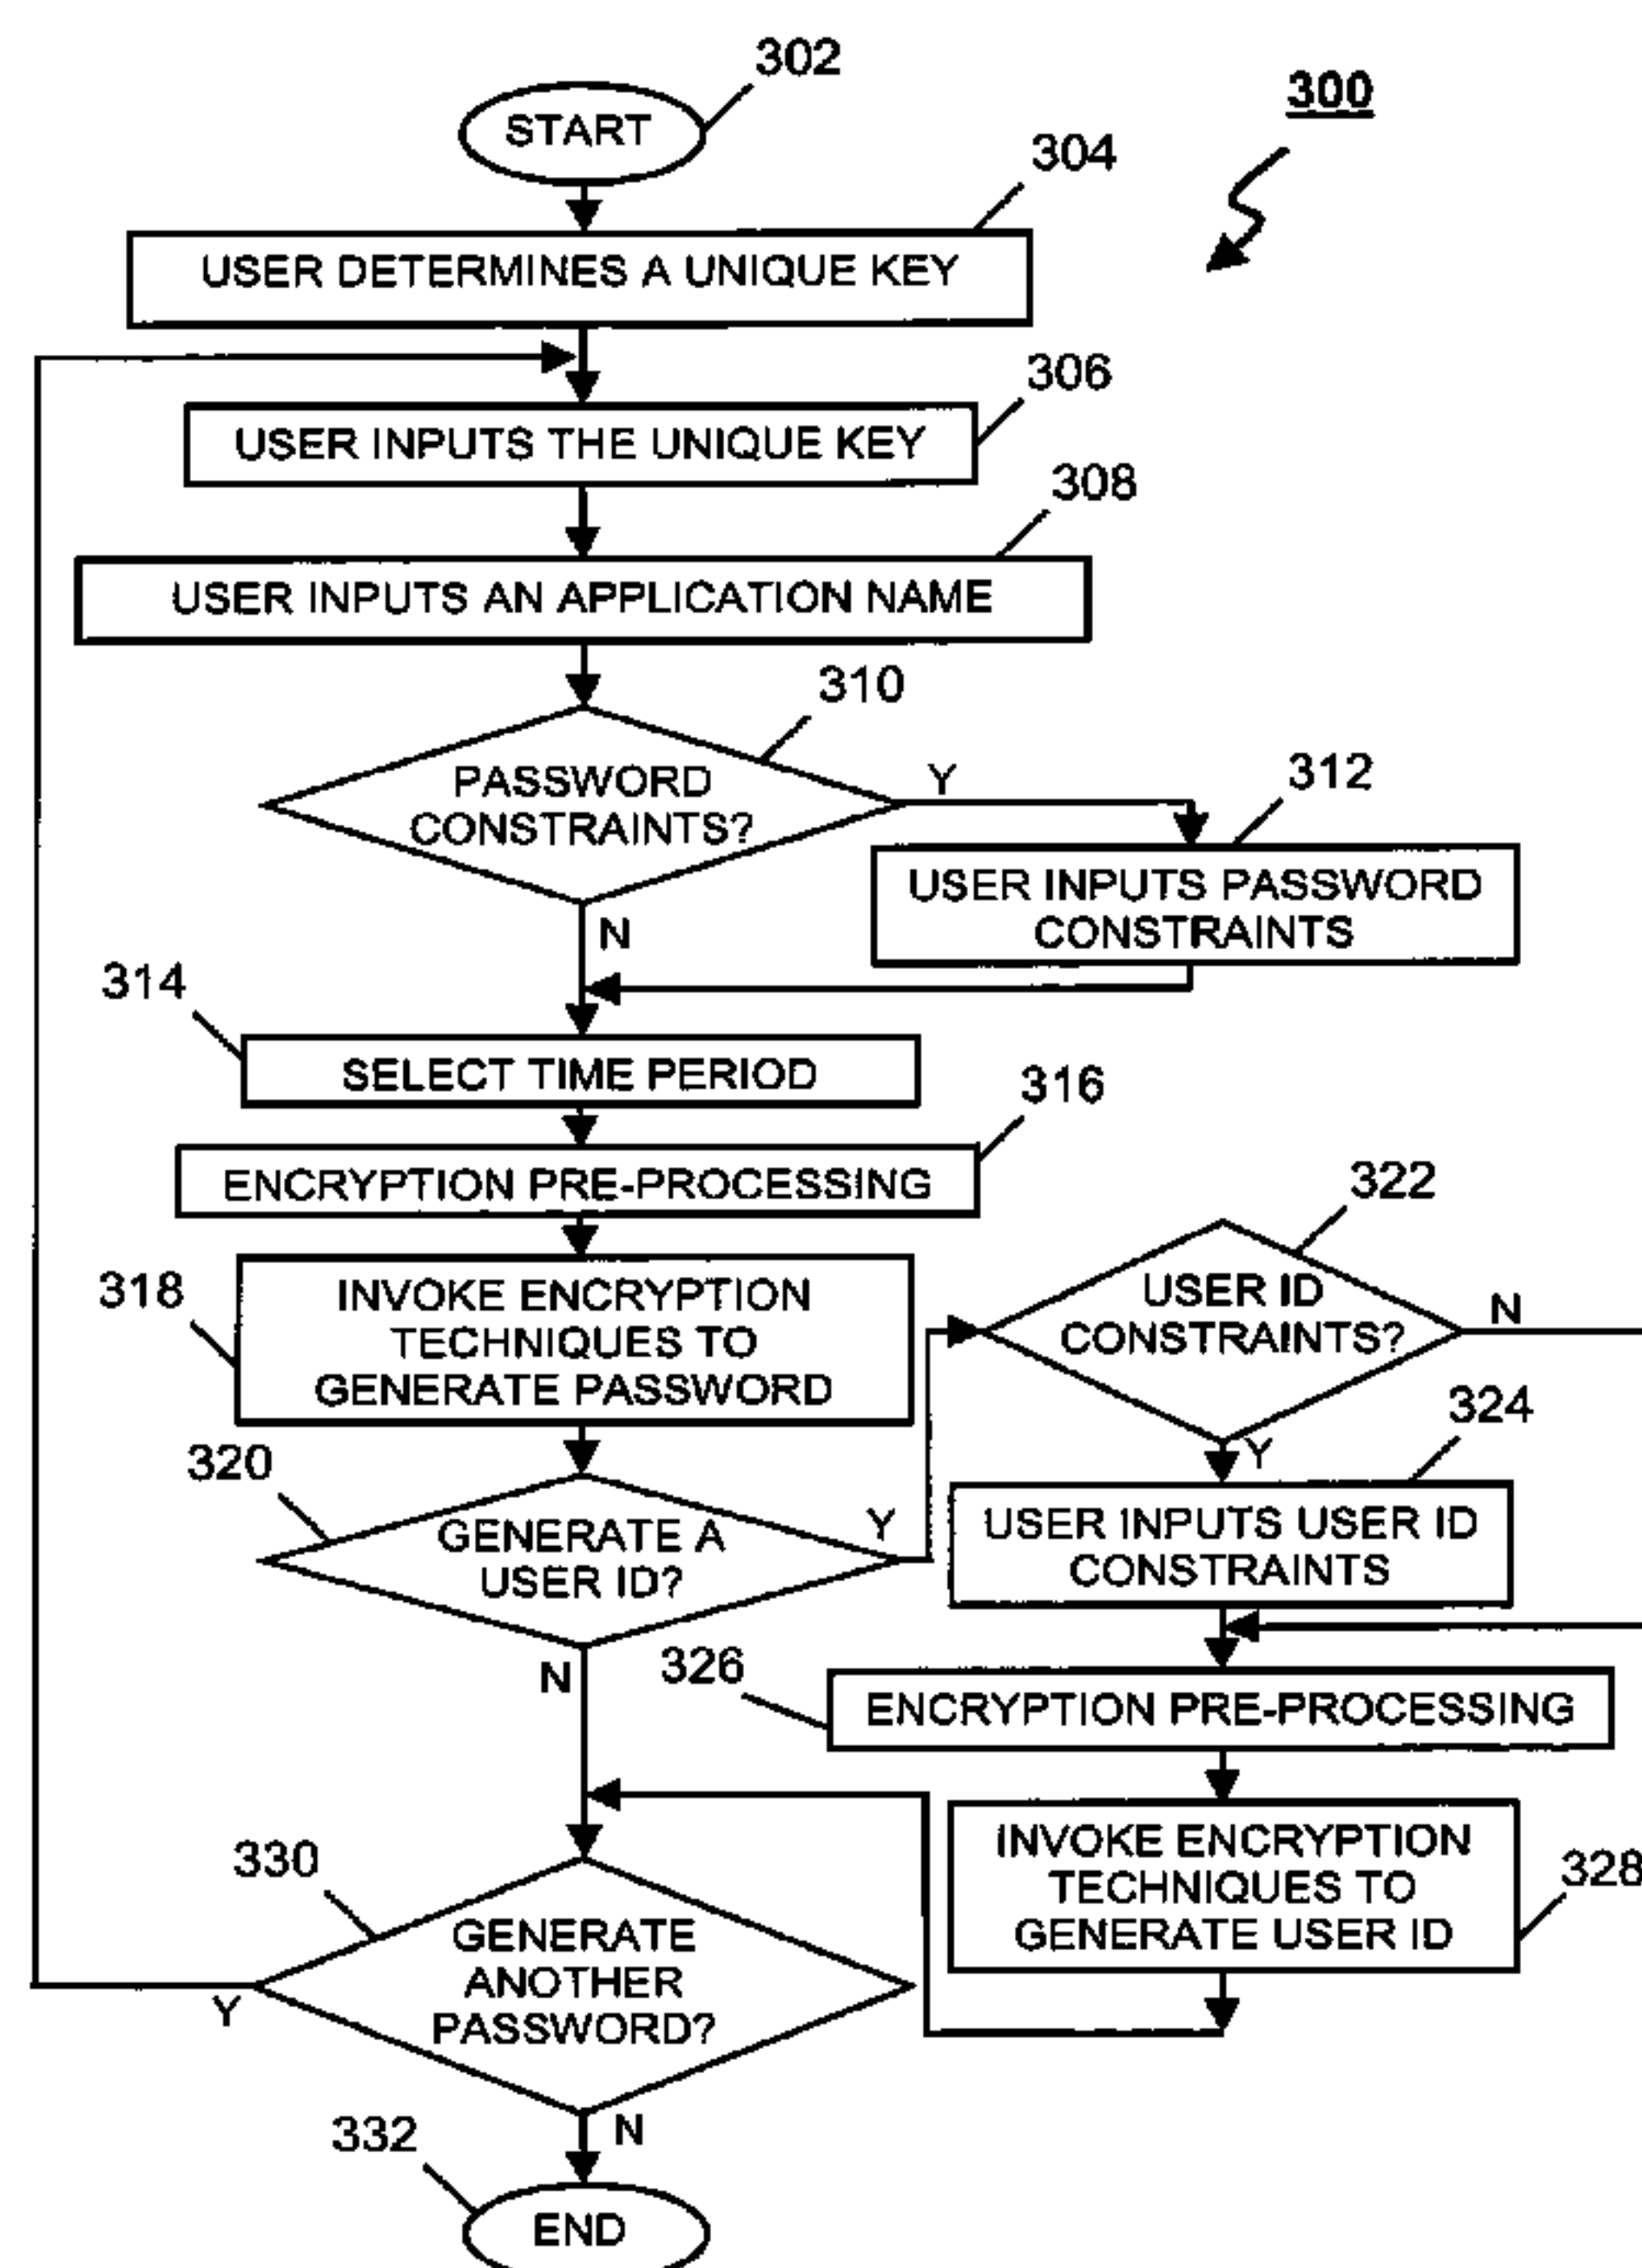 302
300
START
304
USER DETERMINES A UNIQUE KEY
306
USER INPUTS THE UNIQUE KEY
308
USER INPUTS AN APPLICATION NAME
310
PASSWORD
CONSTRAINTS?
Y
312
USER INPUTS PASSWORD
CONSTRAINTS
N
314
SELECT TIME PERIOD
316
ENCRYPTION PRE-PROCESSING
318
INVOKE ENCRYPTION
TECHNIQUES TO
GENERATE PASSWORD
320
GENERATE A
USER ID?
Y
N
322
USER ID
CONSTRAINTS?
N
Y
324
USER INPUTS USER ID
CONSTRAINTS
326
ENCRYPTION PRE-PROCESSING
INVOKE ENCRYPTION
TECHNIQUES TO
GENERATE USER ID
328
330
GENERATE
ANOTHER
PASSWORD?
Y
N
332
END